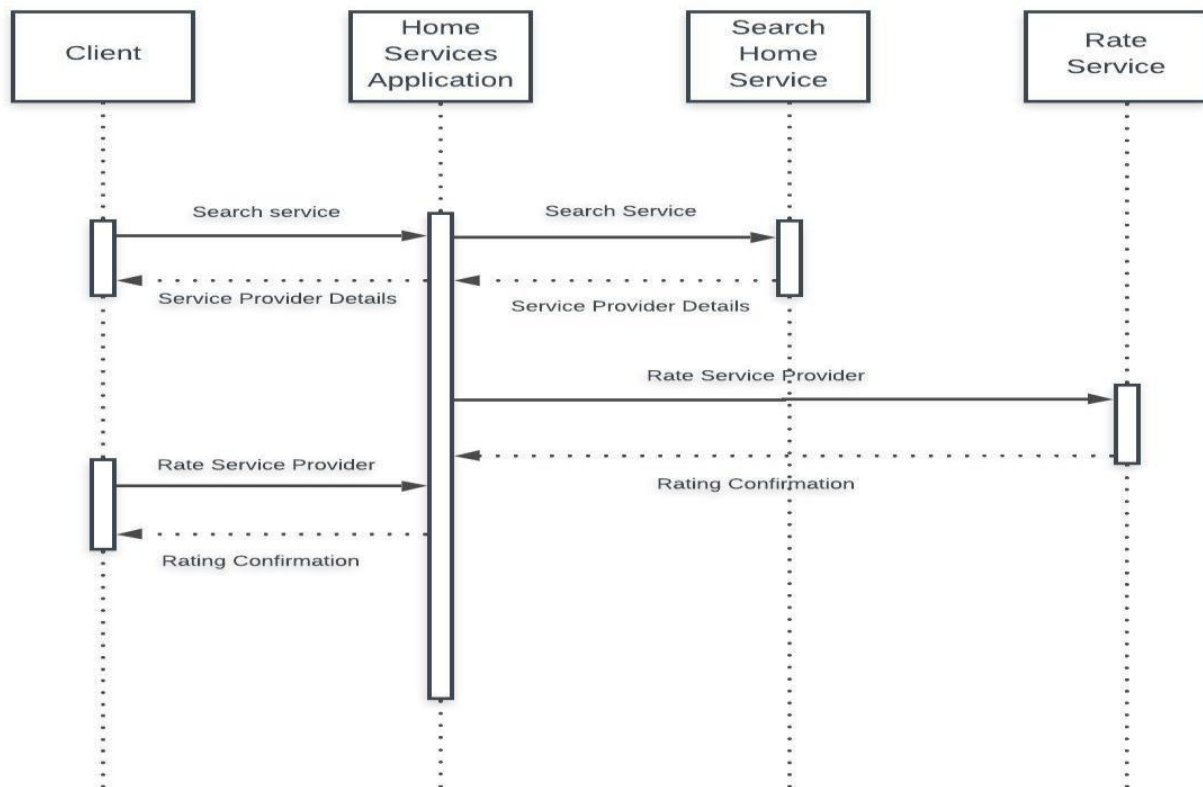 Client
Home
Services
Application
Search
Home
Service
Rate
Service
Search service
Search Service
Service Provider Details
Service Provider Details
Rate Service Provider
Rate Service Provider
Rating Confirmation
Rating Confirmation